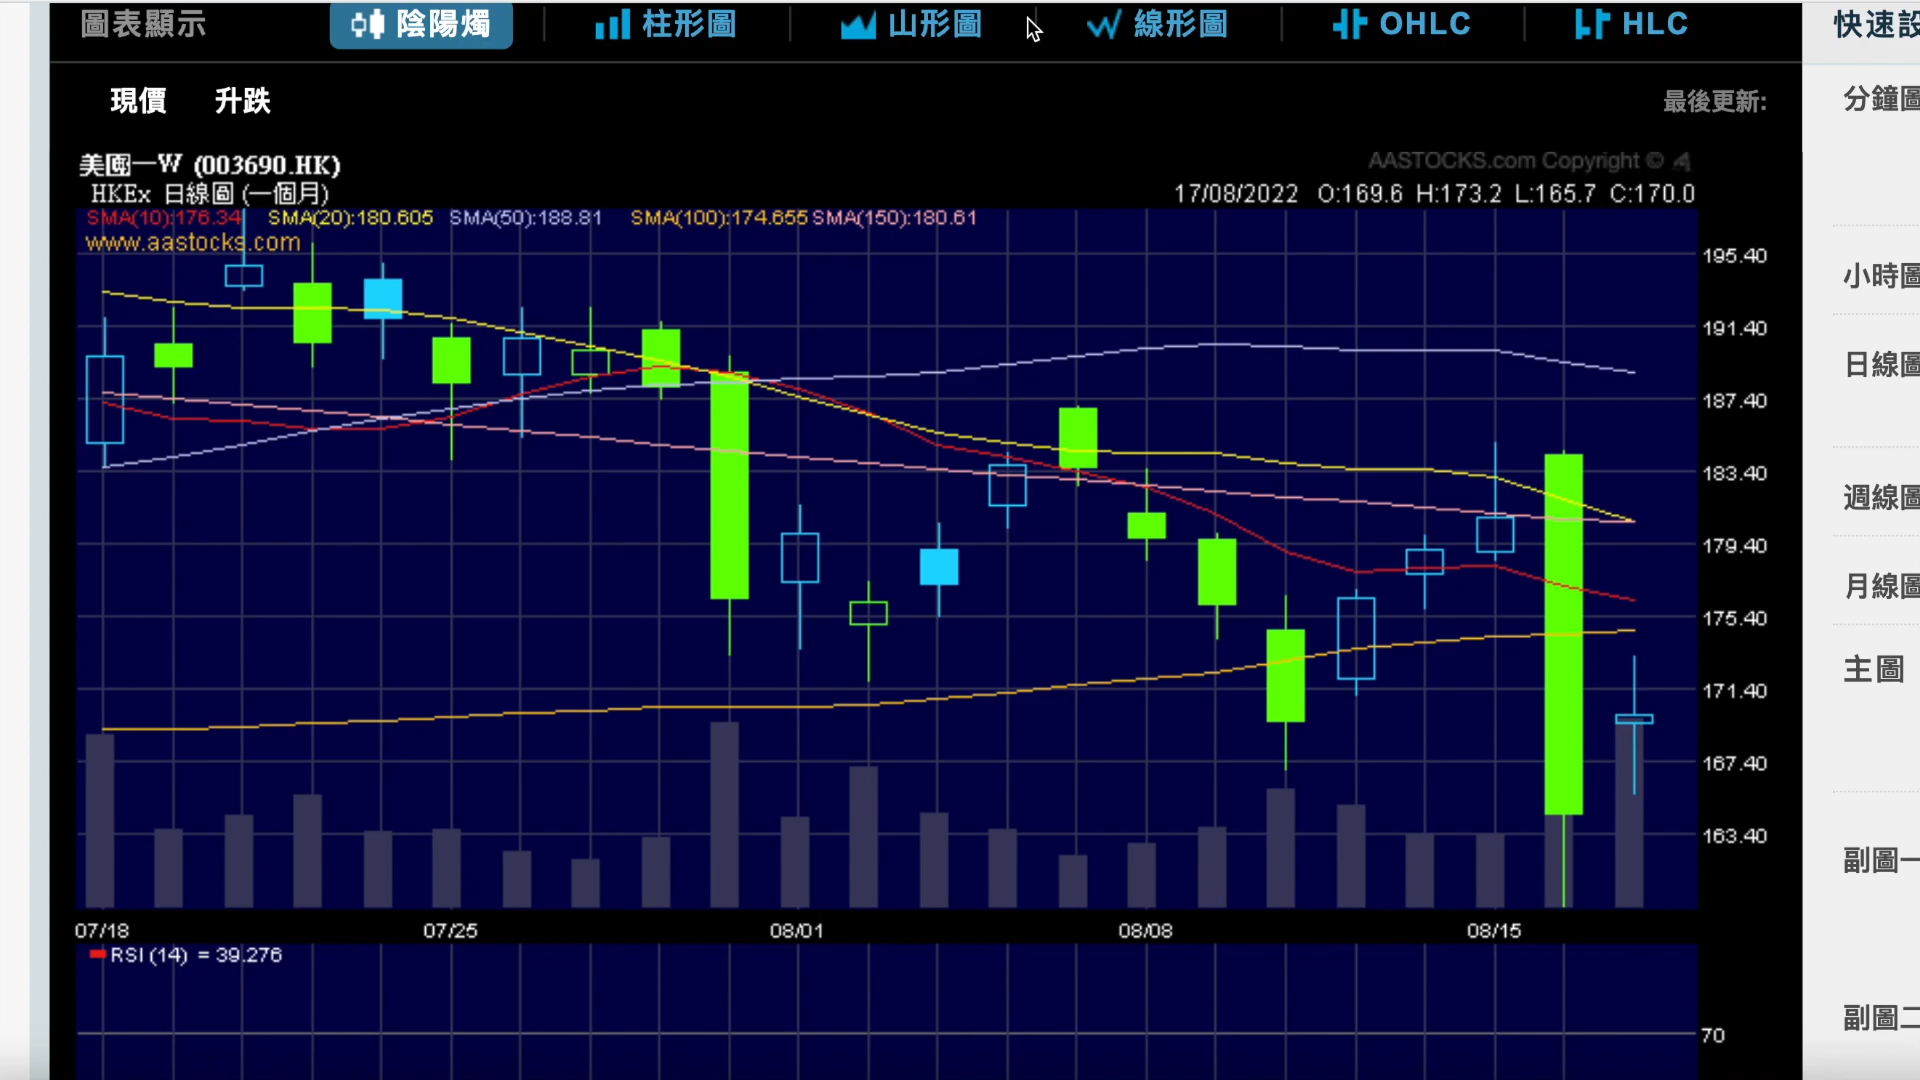 圖表顯示 陰陽燭 柱形圖 山形圖 線形圖 OHLC HLC
快速設
現價 升跌 最後更新:
分鐘圖
美團－W (003690.HK) AASTOCKS.com Copyright ©
HKEx 日線圖 (一個月) 17/08/2022 O:169.6 H:173.2 L:165.7 C:170.0
SMA(10):176.34 SMA(20):180.605 SMA(50):188.81 SMA(100):174.655 SMA(150):180.61
www.aastocks.com
195.40
小時圖
191.40
日線圖
187.40
183.40
週線圖
179.40
月線圖
175.40
主圖
171.40
167.40
163.40
副圖一
07/18 07/25 08/01 08/08 08/15
RSI (14) = 39.276
副圖二
70